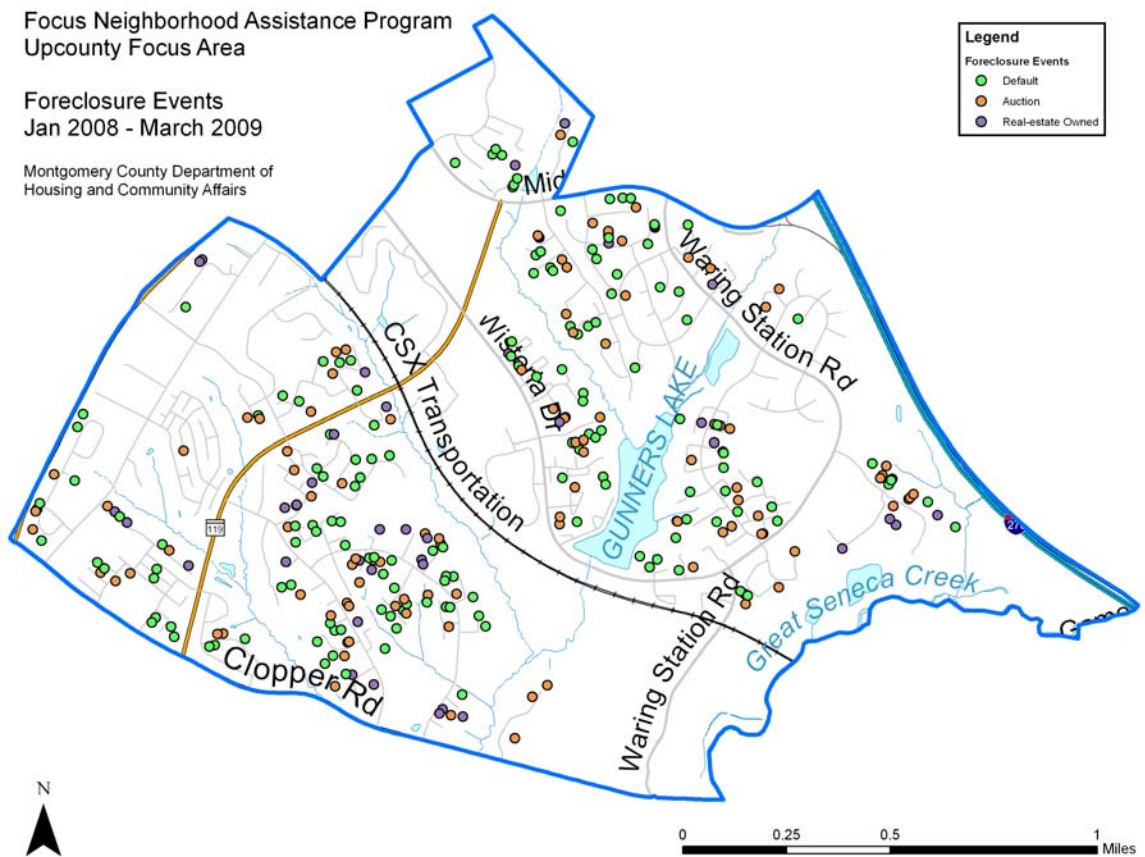 Focus Neighborhood Assistance Program
Upcounty Focus Area
Foreclosure Events
Jan 2008 - March 2009
Montgomery County Department of
Housing and Community Affairs
Legend
Foreclosure Events
Default
Auction
Real-estate Owned
Mid
Waring Station Rd
CSX Transportation
Wisteria Dr
GUNNERS LAKE
119
270
Great Seneca Creek
Clopper Rd
Waring Station Rd
N
0 0.25 0.5 1
Miles